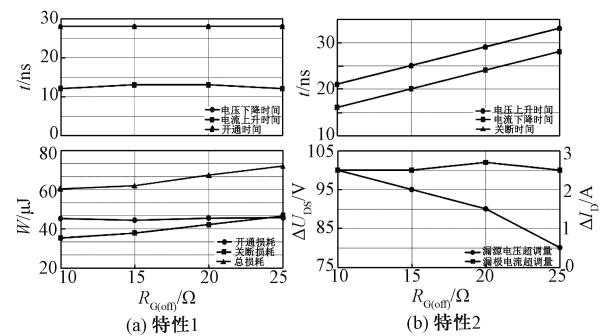 t/ns
30
20
10
0
电压下降时间
电流上升时间
开通时间
W/μJ
80
60
40
20
开通损耗
关断损耗
总损耗
10 15 20 25
R_G(off)/Ω
(a) 特性1
t/ns
30
20
10
电压上升时间
电流下降时间
关断时间
ΔU_DS/V
105
95
85
75
3
2
1
0
ΔI_D/A
漏源电压超调量
漏极电流超调量
10 15 20 25
R_G(off)/Ω
(b) 特性2